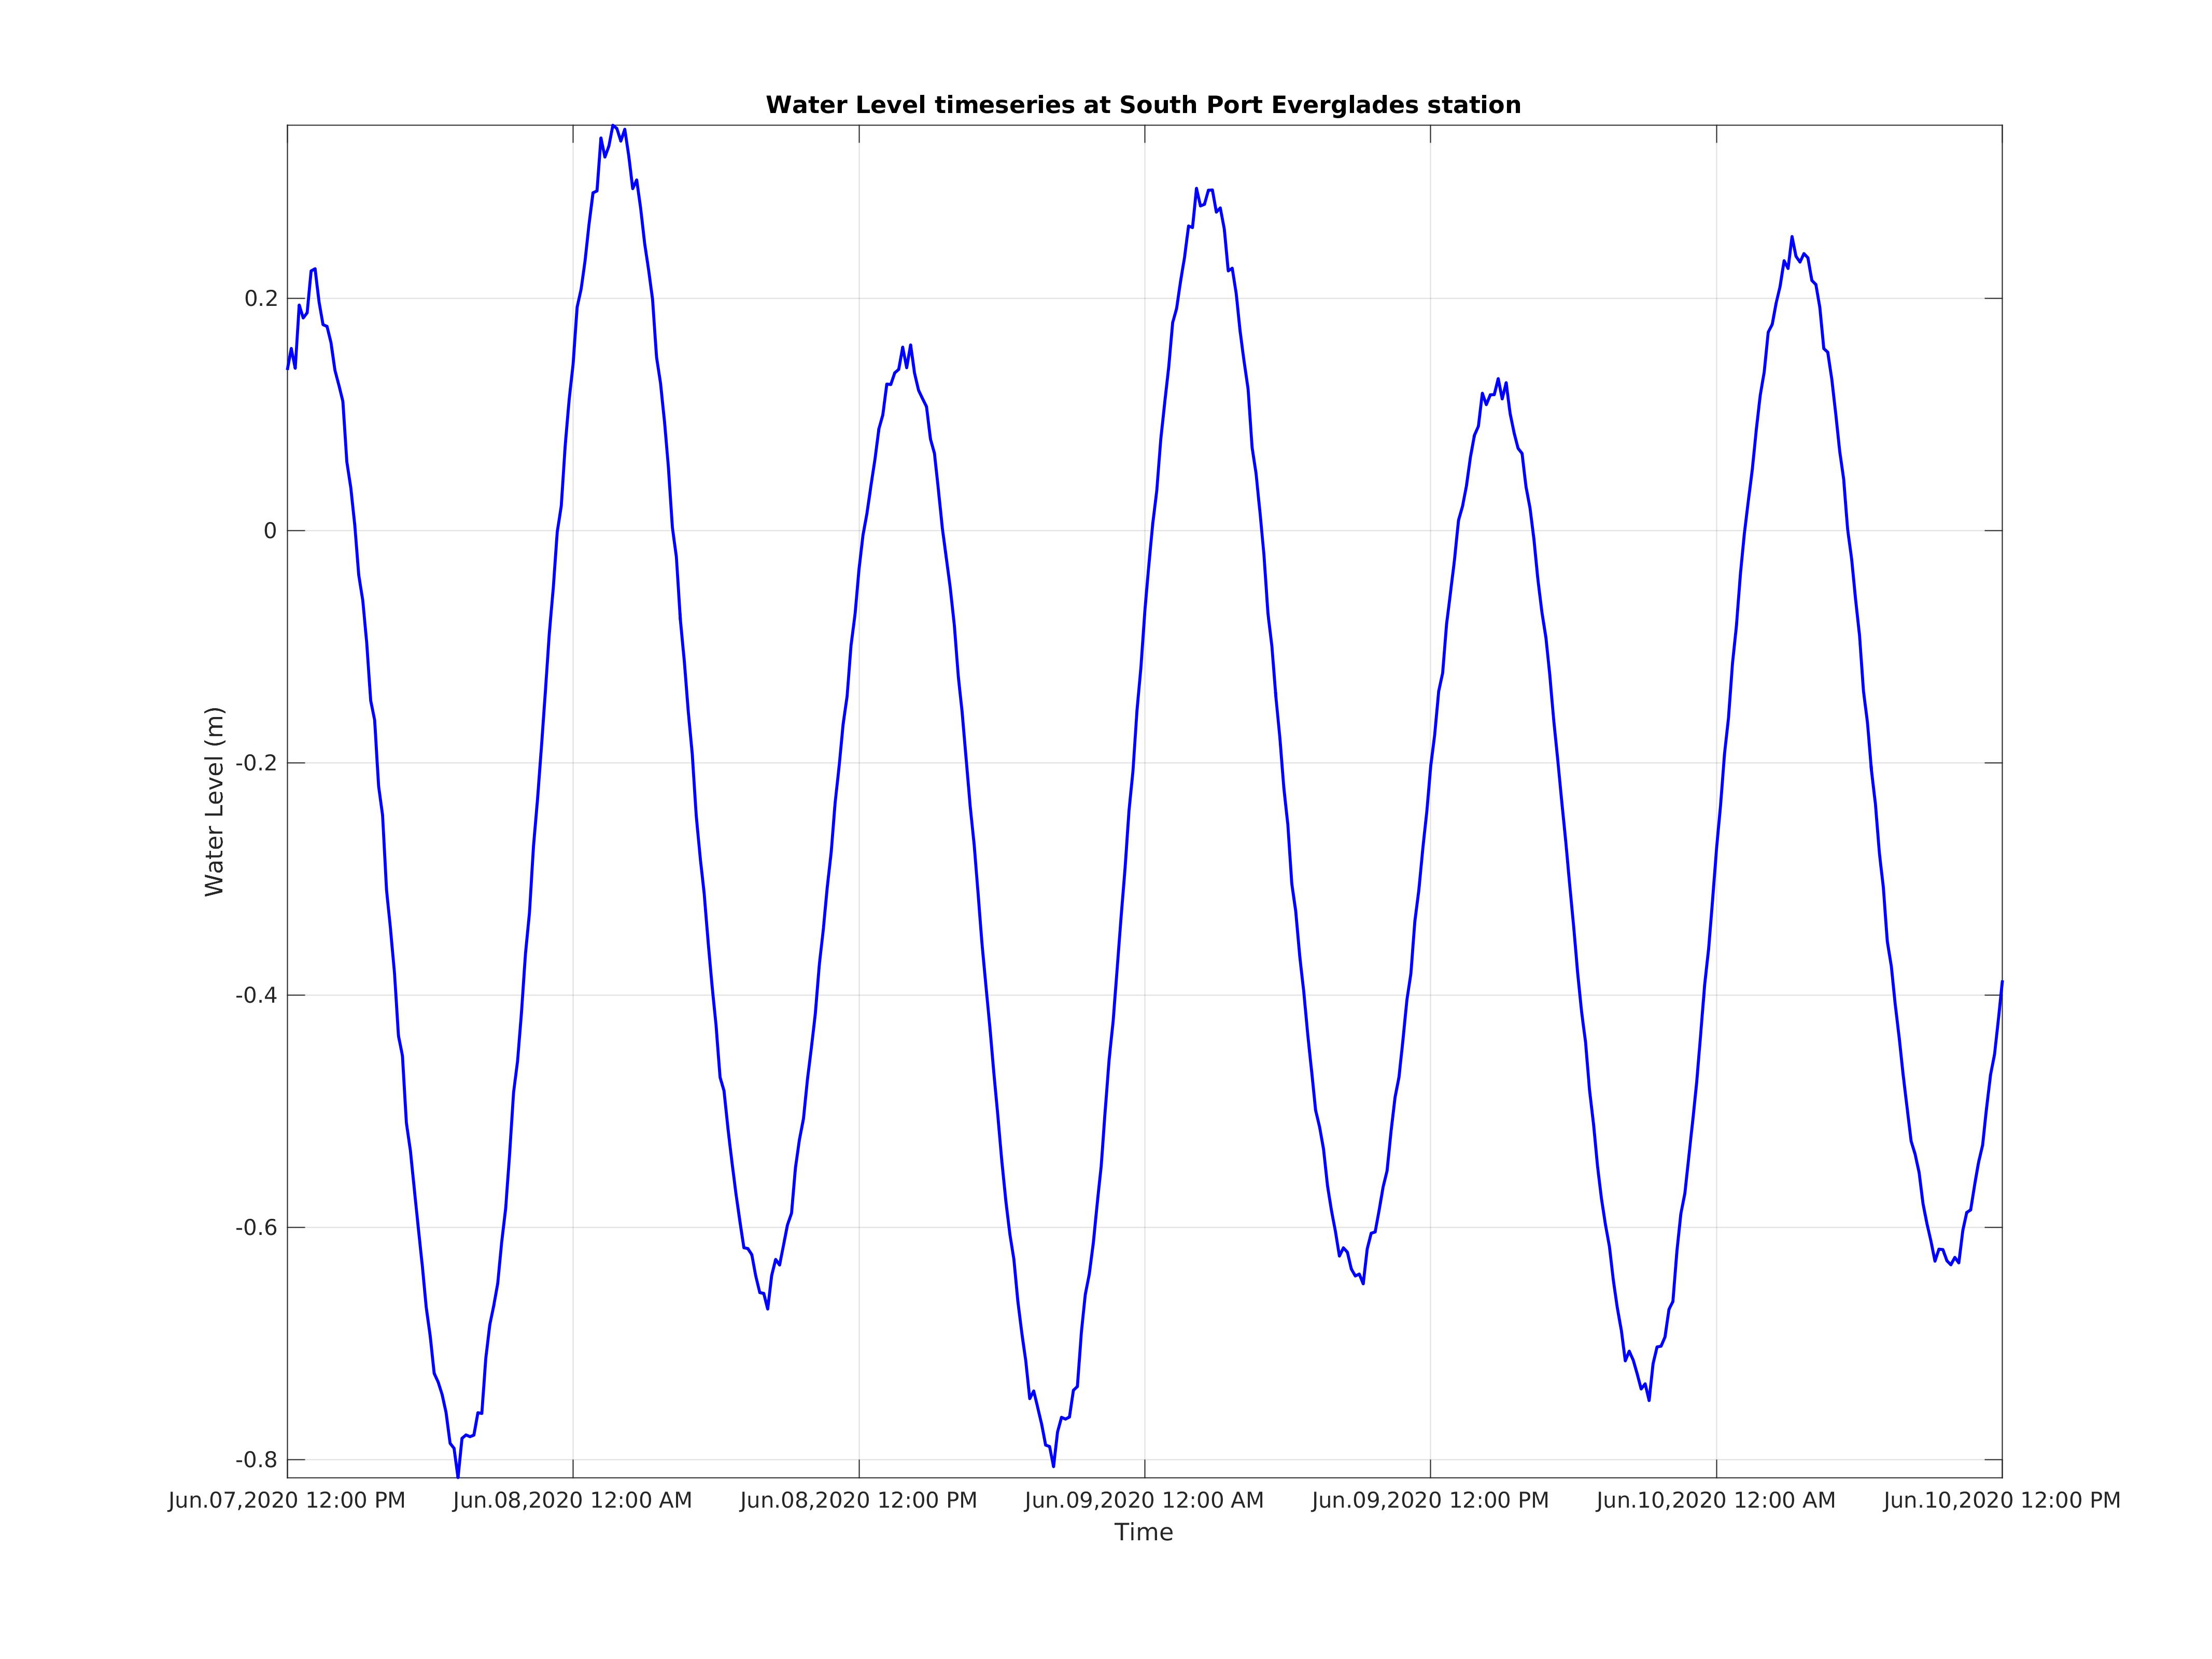 Water Level timeseries at South Port Everglades station
Water Level (m)
0.2
0
-0.2
-0.4
-0.6
-0.8
Jun.07,2020 12:00 PM
Jun.08,2020 12:00 AM
Jun.08,2020 12:00 PM
Jun.09,2020 12:00 AM
Jun.09,2020 12:00 PM
Jun.10,2020 12:00 AM
Jun.10,2020 12:00 PM
Time